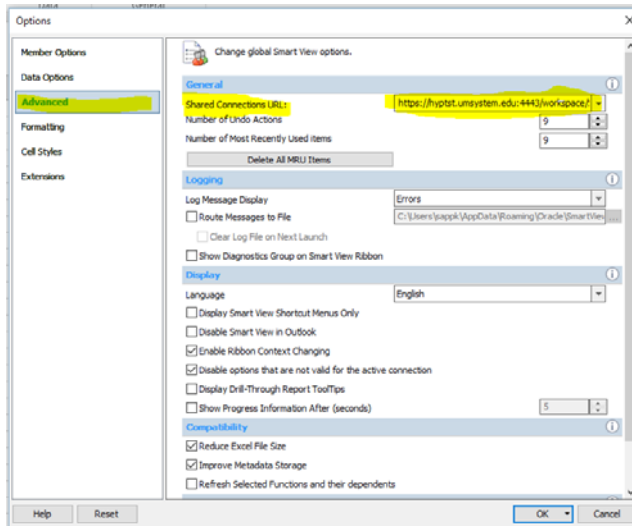 Data General
Options
Member Options
Data Options
Advanced
Formatting
Cell Styles
Extensions
Change global Smart View options.
General
Shared Connections URL: https://hyptst.umsystem.edu:4443/workspace/
Number of Undo Actions 9
Number of Most Recently Used items 9
Delete All MRU Items
Logging
Log Message Display Errors
Route Messages to File C:\Users\sappk\AppData\Roaming\Oracle\SmartView ...
Clear Log File on Next Launch
Show Diagnostics Group on Smart View Ribbon
Display
Language English
Display Smart View Shortcut Menus Only
Disable Smart View in Outlook
Enable Ribbon Context Changing
Disable options that are not valid for the active connection
Display Drill-Through Report ToolTips
Show Progress Information After (seconds) 5
Compatibility
Reduce Excel File Size
Improve Metadata Storage
Refresh Selected Functions and their dependents
Help Reset OK Cancel